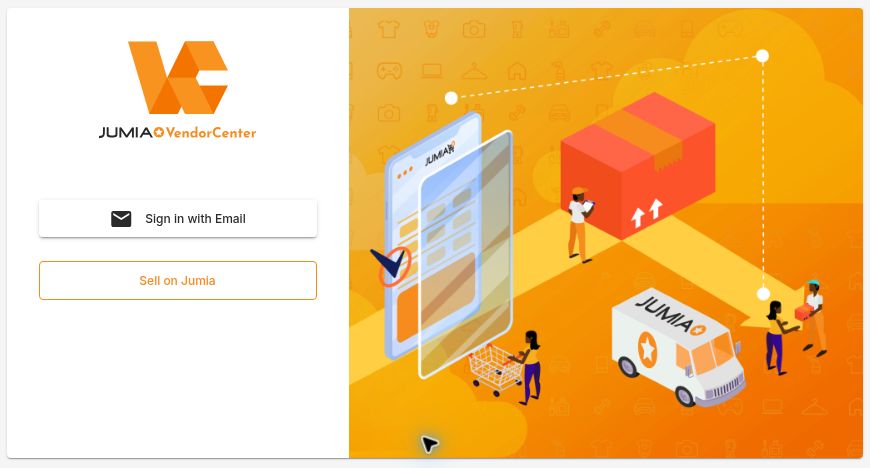 JUMIA VendorCenter
Sign in with Email
Sell on Jumia
JUMIA
JUMIA